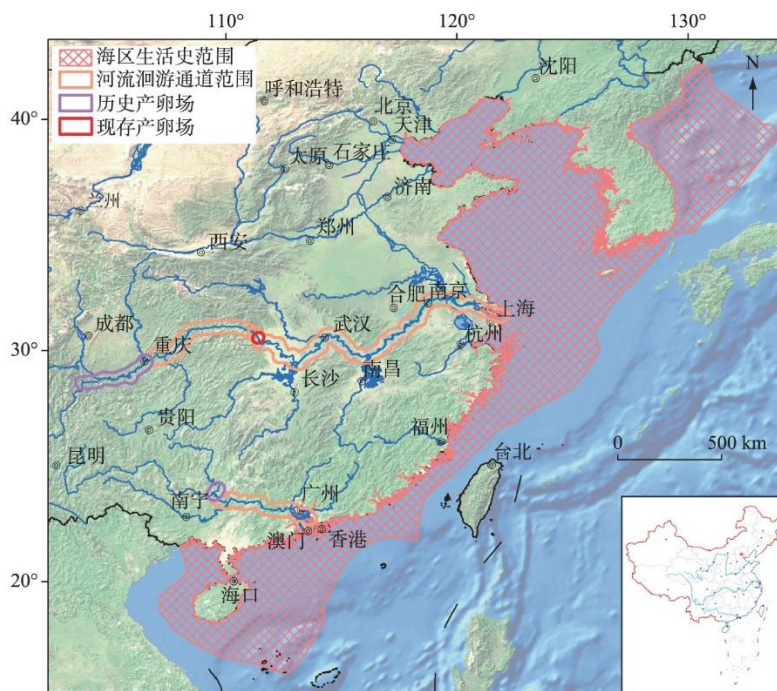 110°
120°
130°
海区生活史范围
河流洄游通道范围
历史产卵场
现存产卵场
沈阳
N
呼和浩特
北京
天津
40°
太原
石家庄
济南
兰州
西安
郑州
合肥
南京
上海
成都
武汉
杭州
30°
重庆
南昌
长沙
贵阳
福州
0
500 km
昆明
台北
南宁
广州
澳门
香港
20°
海口